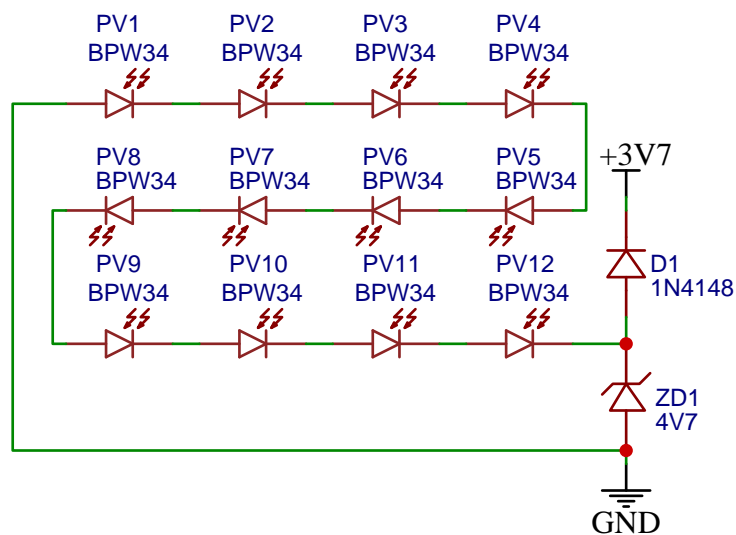 PV1 PV2 PV3 PV4
BPW34 BPW34 BPW34 BPW34
PV8 PV7 PV6 PV5
BPW34 BPW34 BPW34 BPW34
+3V7
PV9 PV10 PV11 PV12
BPW34 BPW34 BPW34 BPW34
D1
1N4148
ZD1
4V7
GND